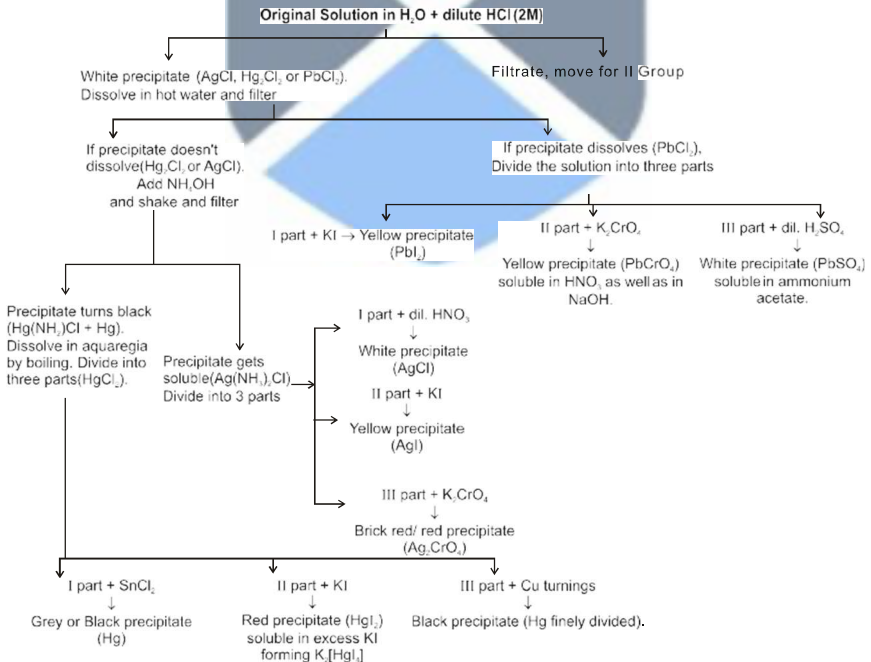 Original Solution in H₂O + dilute HCl (2M)
White precipitate (AgCl, Hg₂Cl₂ or PbCl₂).
Dissolve in hot water and filter
Filtrate, move for II Group
If precipitate doesn't
dissolve(Hg₂Cl₂ or AgCl).
Add NH₄OH
and shake and filter
If precipitate dissolves (PbCl₂),
Divide the solution into three parts
I part + KI → Yellow precipitate
(PbI₂)
II part + K₂CrO₄
↓
Yellow precipitate (PbCrO₄)
soluble in HNO₃ as well as in
NaOH.
III part + dil. H₂SO₄
↓
White precipitate (PbSO₄)
soluble in ammonium
acetate.
Precipitate turns black
(Hg(NH₂)Cl + Hg).
Dissolve in aquaregia
by boiling. Divide into
three parts(HgCl₂).
Precipitate gets
soluble(Ag(NH₃)₂Cl)
Divide into 3 parts
I part + dil. HNO₃
↓
White precipitate
(AgCl)
II part + KI
↓
Yellow precipitate
(AgI)
III part + K₂CrO₄
↓
Brick red/ red precipitate
(Ag₂CrO₄)
I part + SnCl₂
↓
Grey or Black precipitate
(Hg)
II part + KI
↓
Red precipitate (HgI₂)
soluble in excess KI
forming K₂[HgI₄]
III part + Cu turnings
↓
Black precipitate (Hg finely divided).